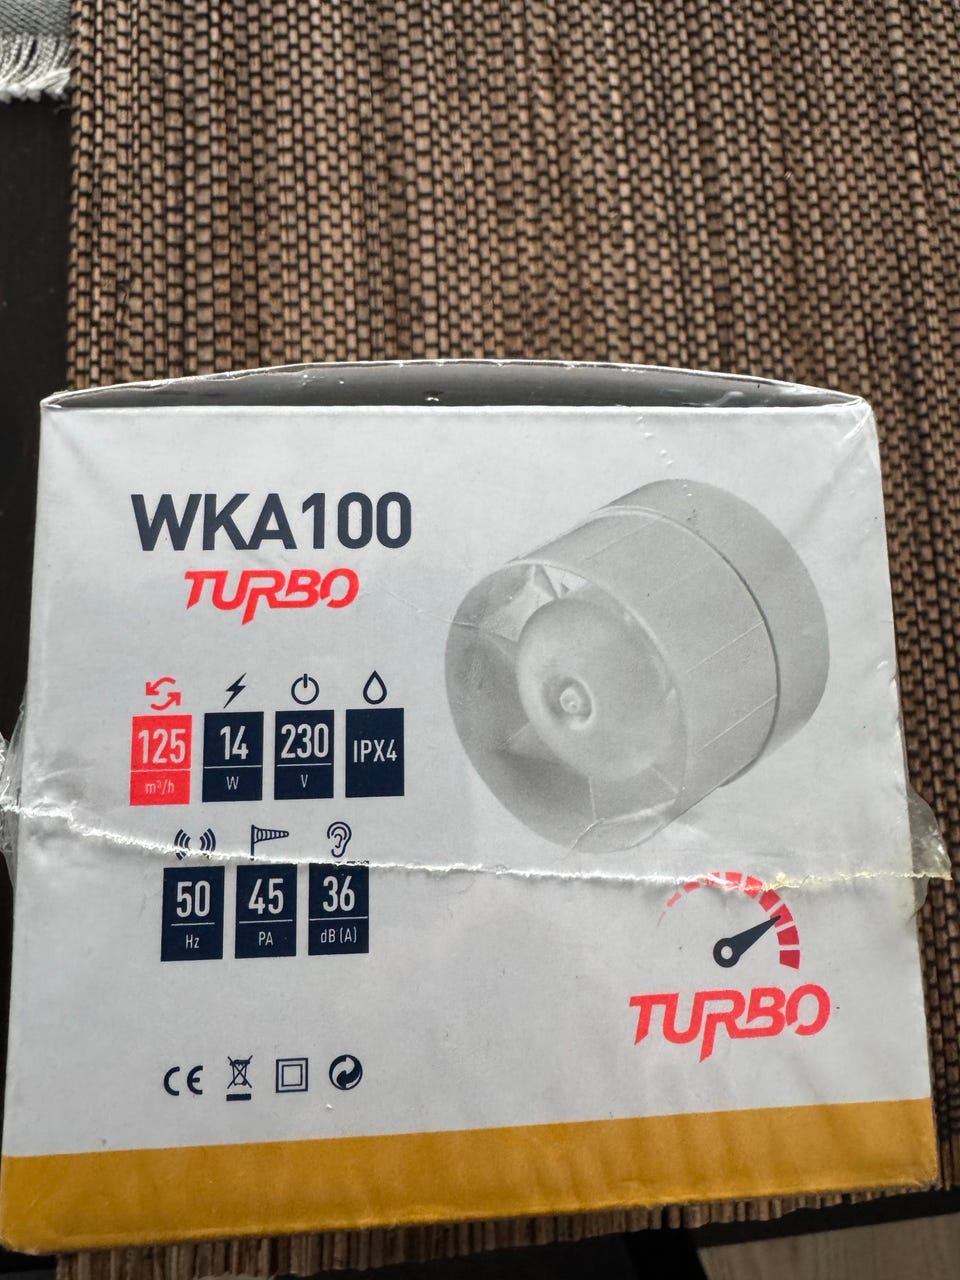 WKA100
TURBO
125 14 230 IPX4
m³/h W V
50 45 36
Hz PA dB(A)
TURBO
CE